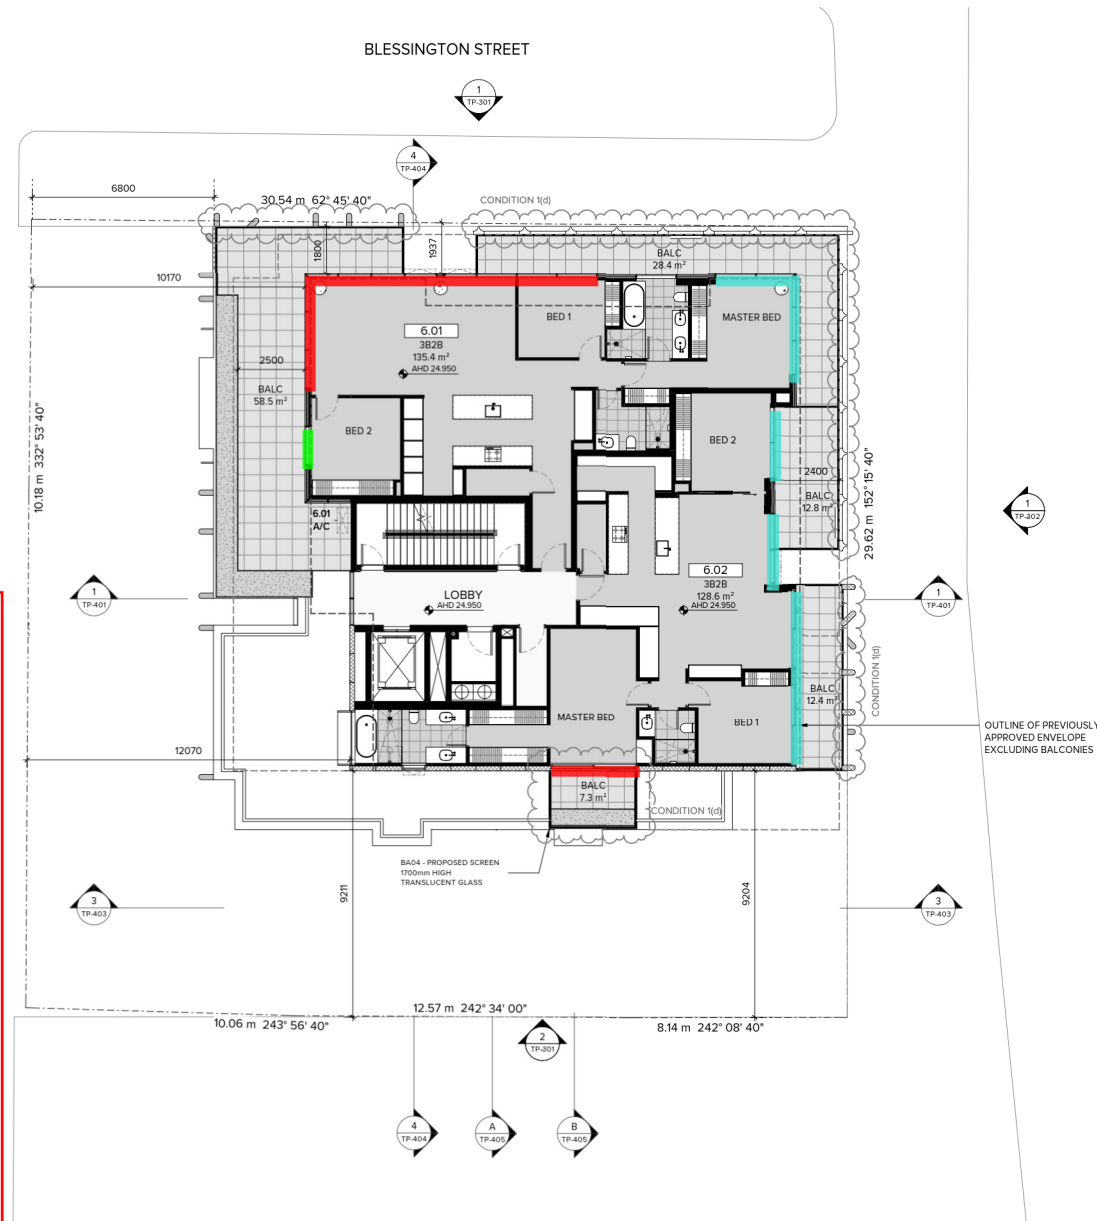 BLESSINGTON STREET
1
TP-301
4
TP-404
6800
30.54 m 62° 45' 40"
CONDITION 1(d)
1800
1937
BALC
28.4 m²
10170
BED 1
MASTER BED
6.01
3B2B
135.4 m²
AHD 24.950
2500
BALC
58.5 m²
10.18 m 332° 53' 40"
BED 2
BED 2
2400
BALC
12.8 m²
29.62 m 152° 15' 40"
1
TP-302
6.01
A/C
6.02
3B2B
128.6 m²
AHD 24.950
LOBBY
AHD 24.950
1
TP-401
1
TP-401
CONDITION 1(d)
BALC
12.4 m²
MASTER BED
BED 1
OUTLINE OF PREVIOUSLY
APPROVED ENVELOPE
EXCLUDING BALCONIES
12070
BALC
7.3 m²
CONDITION 1(d)
BA04 - PROPOSED SCREEN
1700mm HIGH
TRANSLUCENT GLASS
9211
9204
3
TP-403
3
TP-403
12.57 m 242° 34' 00"
10.06 m 243° 56' 40"
8.14 m 242° 08' 40"
2
TP-301
4
TP-404
A
TP-405
B
TP-405